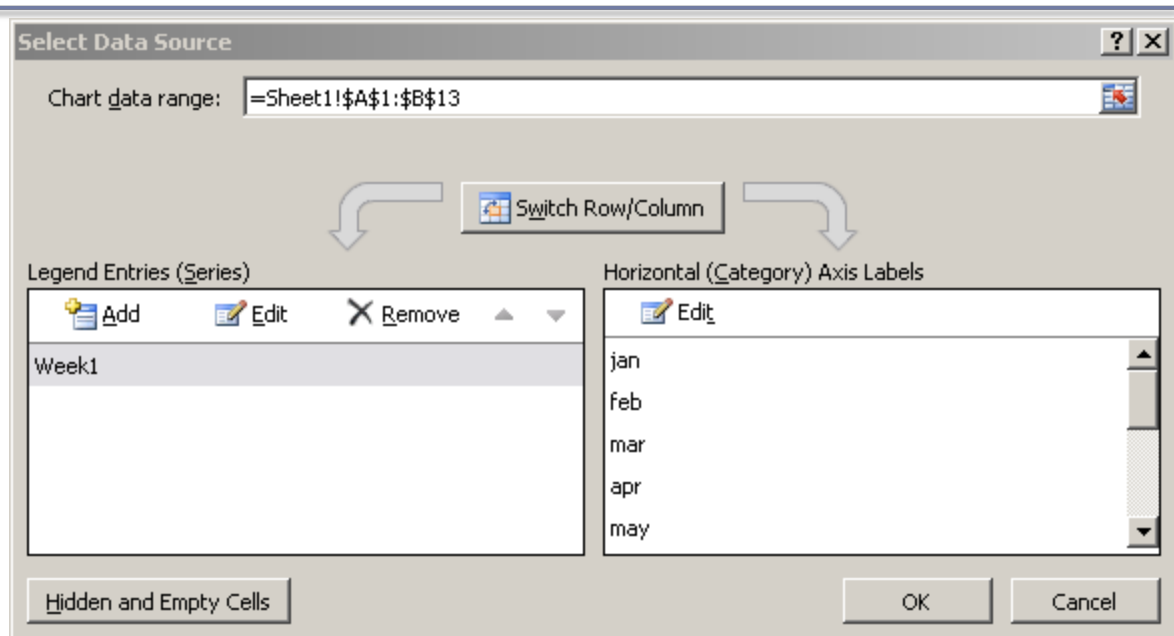 Select Data Source
Chart data range: =Sheet1!$A$1:$B$13
Switch Row/Column
Legend Entries (Series)
Add Edit Remove
Week1
Horizontal (Category) Axis Labels
Edit
jan
feb
mar
apr
may
Hidden and Empty Cells
OK Cancel